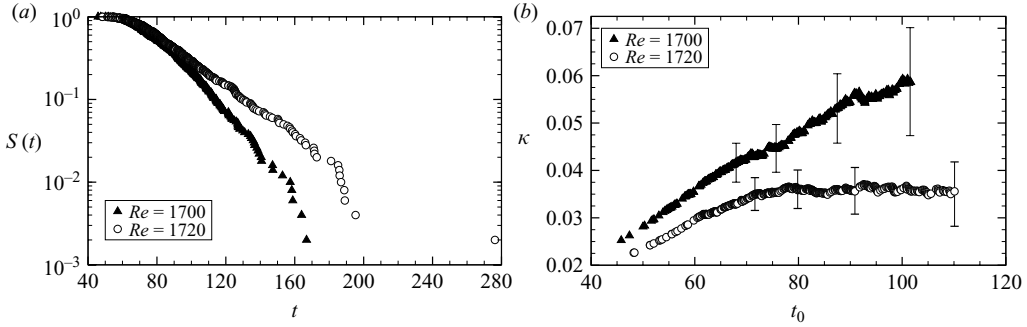 (a)
10^0
10^{-1}
S(t)
10^{-2}
10^{-3}
Re = 1700
Re = 1720
40 80 120 160 200 240 280
t
(b)
0.07
0.06
0.05
κ
0.04
0.03
0.02
Re = 1700
Re = 1720
40 60 80 100 120
t_0